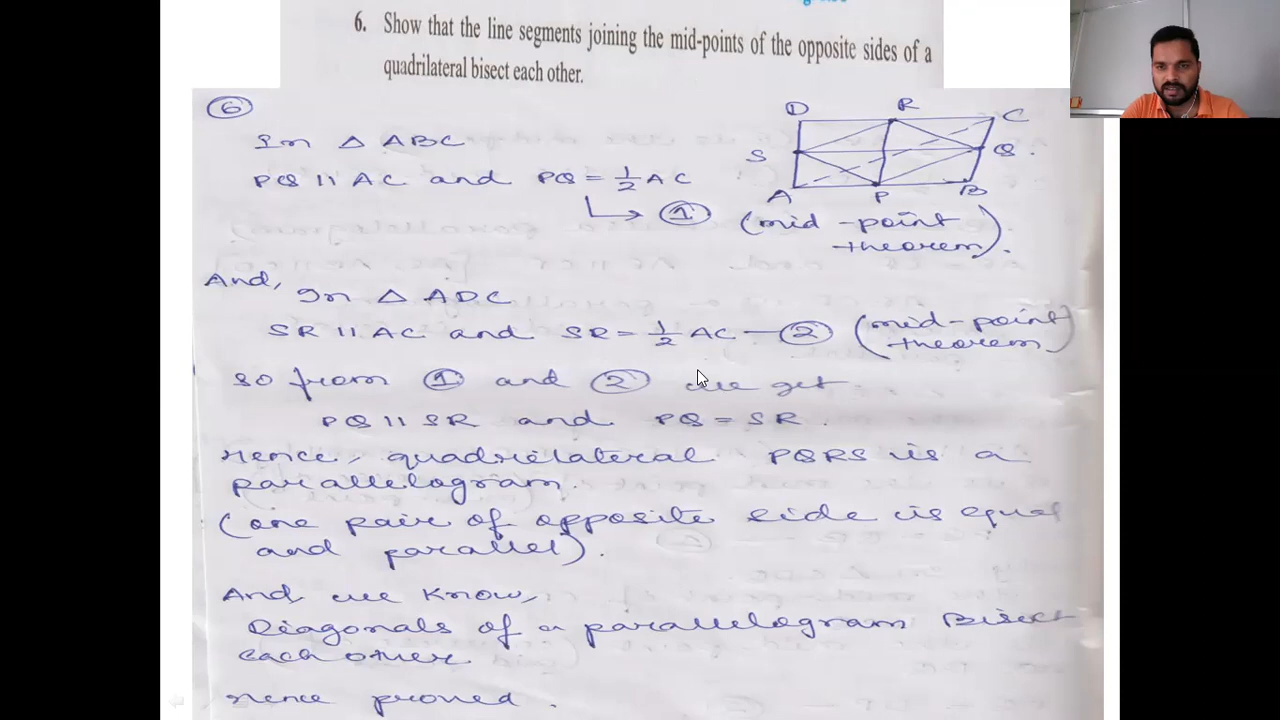 6. Show that the line segments joining the mid-points of the opposite sides of a
quadrilateral bisect each other.
6
In △ ABC
PQ || AC and PQ = 1/2 AC
→ 1
D R C
S Q.
A P B
(mid-point
theorem).
And, In △ ADC
SR || AC and SR = 1/2 AC — 2 (mid-point
theorem)
so from 1 and 2 we get
PQ || SR and PQ = SR.
Hence, quadrilateral PQRS is a
parallelogram.
(one pair of opposite side is equal
and parallel).
And we know,
Diagonals of a parallelogram Bisect
each other
Hence proved.